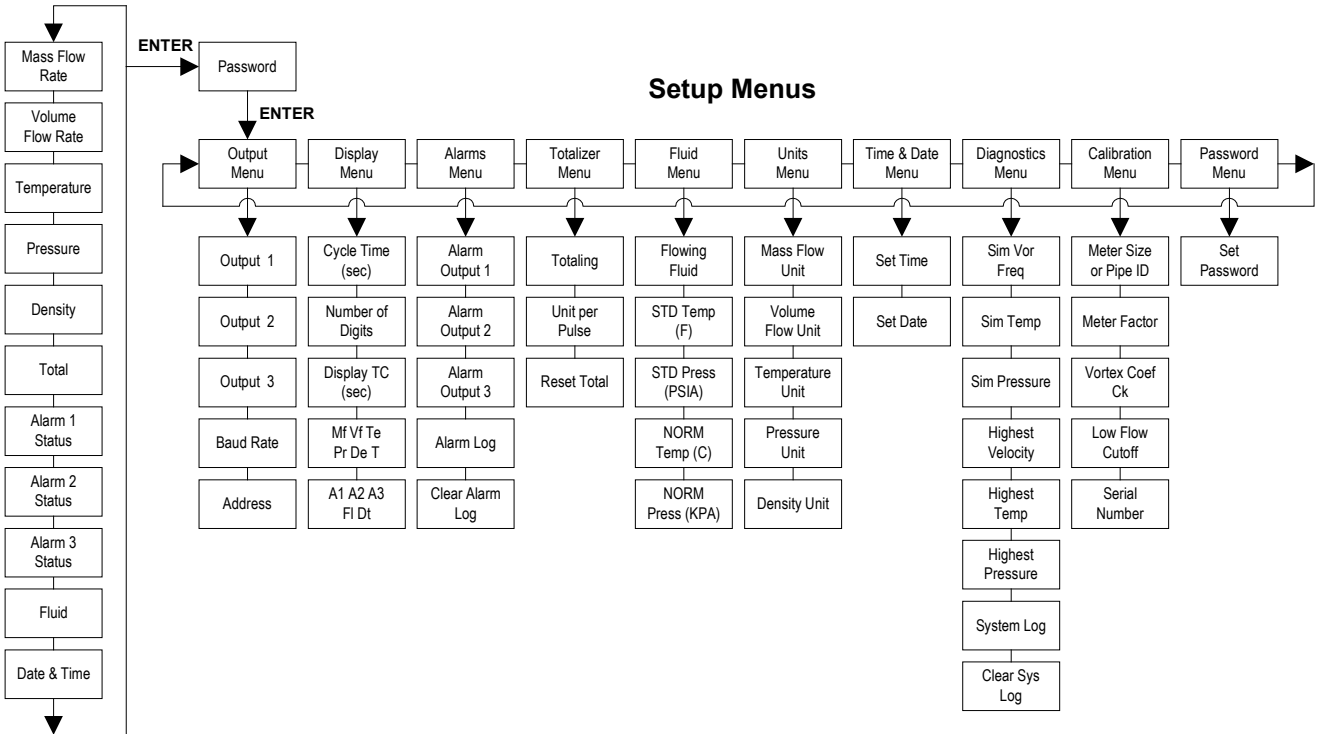 Mass Flow
Rate
Volume
Flow Rate
Temperature
Pressure
Density
Total
Alarm 1
Status
Alarm 2
Status
Alarm 3
Status
Fluid
Date & Time
ENTER
Password
ENTER
Setup Menus
Output
Menu
Display
Menu
Alarms
Menu
Totalizer
Menu
Fluid
Menu
Units
Menu
Time & Date
Menu
Diagnostics
Menu
Calibration
Menu
Password
Menu
Output 1
Output 2
Output 3
Baud Rate
Address
Cycle Time
(sec)
Number of
Digits
Display TC
(sec)
Mf Vf Te
Pr De T
A1 A2 A3
Fl Dt
Alarm
Output 1
Alarm
Output 2
Alarm
Output 3
Alarm Log
Clear Alarm
Log
Totaling
Unit per
Pulse
Reset Total
Flowing
Fluid
STD Temp
(F)
STD Press
(PSIA)
NORM
Temp (C)
NORM
Press (KPA)
Mass Flow
Unit
Volume
Flow Unit
Temperature
Unit
Pressure
Unit
Density Unit
Set Time
Set Date
Sim Vor
Freq
Sim Temp
Sim Pressure
Highest
Velocity
Highest
Temp
Highest
Pressure
System Log
Clear Sys
Log
Meter Size
or Pipe ID
Meter Factor
Vortex Coef
Ck
Low Flow
Cutoff
Serial
Number
Set
Password